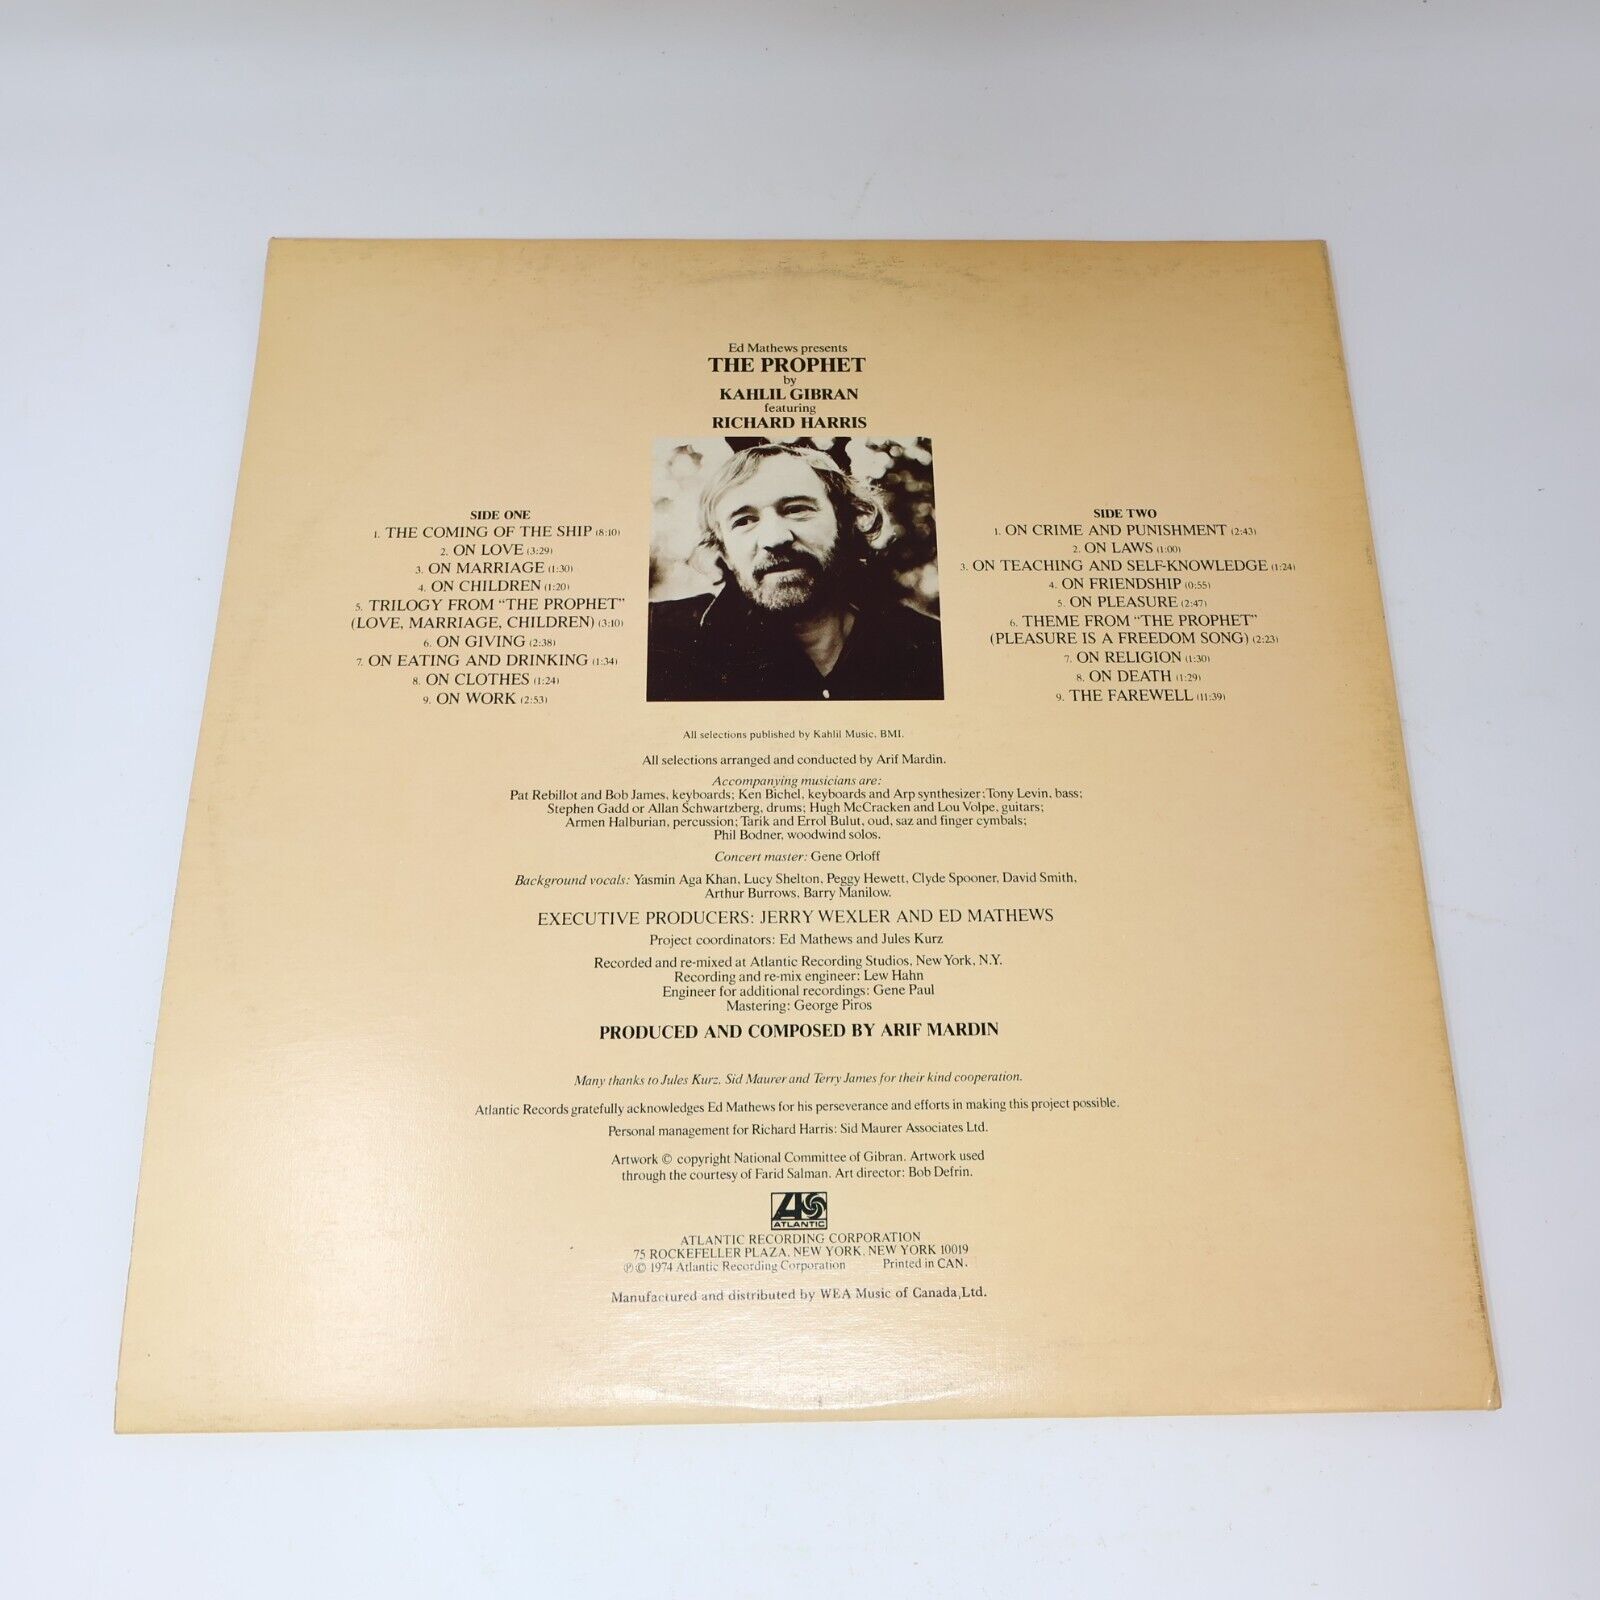 Ed Mathews presents
THE PROPHET
by
KAHLIL GIBRAN
featuring
RICHARD HARRIS
SIDE ONE
1. THE COMING OF THE SHIP (8:10)
2. ON LOVE (3:29)
3. ON MARRIAGE (1:30)
4. ON CHILDREN (1:20)
5. TRILOGY FROM “THE PROPHET”
(LOVE, MARRIAGE, CHILDREN) (3:10)
6. ON GIVING (2:38)
7. ON EATING AND DRINKING (1:34)
8. ON CLOTHES (1:24)
9. ON WORK (2:53)
SIDE TWO
1. ON CRIME AND PUNISHMENT (2:43)
2. ON LAWS (1:00)
3. ON TEACHING AND SELF-KNOWLEDGE (1:24)
4. ON FRIENDSHIP (0:55)
5. ON PLEASURE (2:47)
6. THEME FROM “THE PROPHET”
(PLEASURE IS A FREEDOM SONG) (2:23)
7. ON RELIGION (1:30)
8. ON DEATH (1:29)
9. THE FAREWELL (11:39)
All selections published by Kahlil Music, BMI.
All selections arranged and conducted by Arif Mardin.
Accompanying musicians are:
Pat Rebillot and Bob James, keyboards; Ken Bichel, keyboards and Arp synthesizer; Tony Levin, bass;
Stephen Gadd or Allan Schwartzberg, drums; Hugh McCracken and Lou Volpe, guitars;
Armen Halburian, percussion; Tarik and Errol Bulut, oud, saz and finger cymbals;
Phil Bodner, woodwind solos.
Concert master: Gene Orloff
Background vocals: Yasmin Aga Khan, Lucy Shelton, Peggy Hewett, Clyde Spooner, David Smith,
Arthur Burrows, Barry Manilow.
EXECUTIVE PRODUCERS: JERRY WEXLER AND ED MATHEWS
Project coordinators: Ed Mathews and Jules Kurz
Recorded and re-mixed at Atlantic Recording Studios, New York, N.Y.
Recording and re-mix engineer: Lew Hahn
Engineer for additional recordings: Gene Paul
Mastering: George Piros
PRODUCED AND COMPOSED BY ARIF MARDIN
Many thanks to Jules Kurz, Sid Maurer and Terry James for their kind cooperation.
Atlantic Records gratefully acknowledges Ed Mathews for his perseverance and efforts in making this project possible.
Personal management for Richard Harris: Sid Maurer Associates Ltd.
Artwork © copyright National Committee of Gibran. Artwork used
through the courtesy of Farid Salman. Art director: Bob Defrin.
ATLANTIC
ATLANTIC RECORDING CORPORATION
75 ROCKEFELLER PLAZA, NEW YORK, NEW YORK 10019
℗ © 1974 Atlantic Recording Corporation Printed in CAN.
Manufactured and distributed by WEA Music of Canada, Ltd.